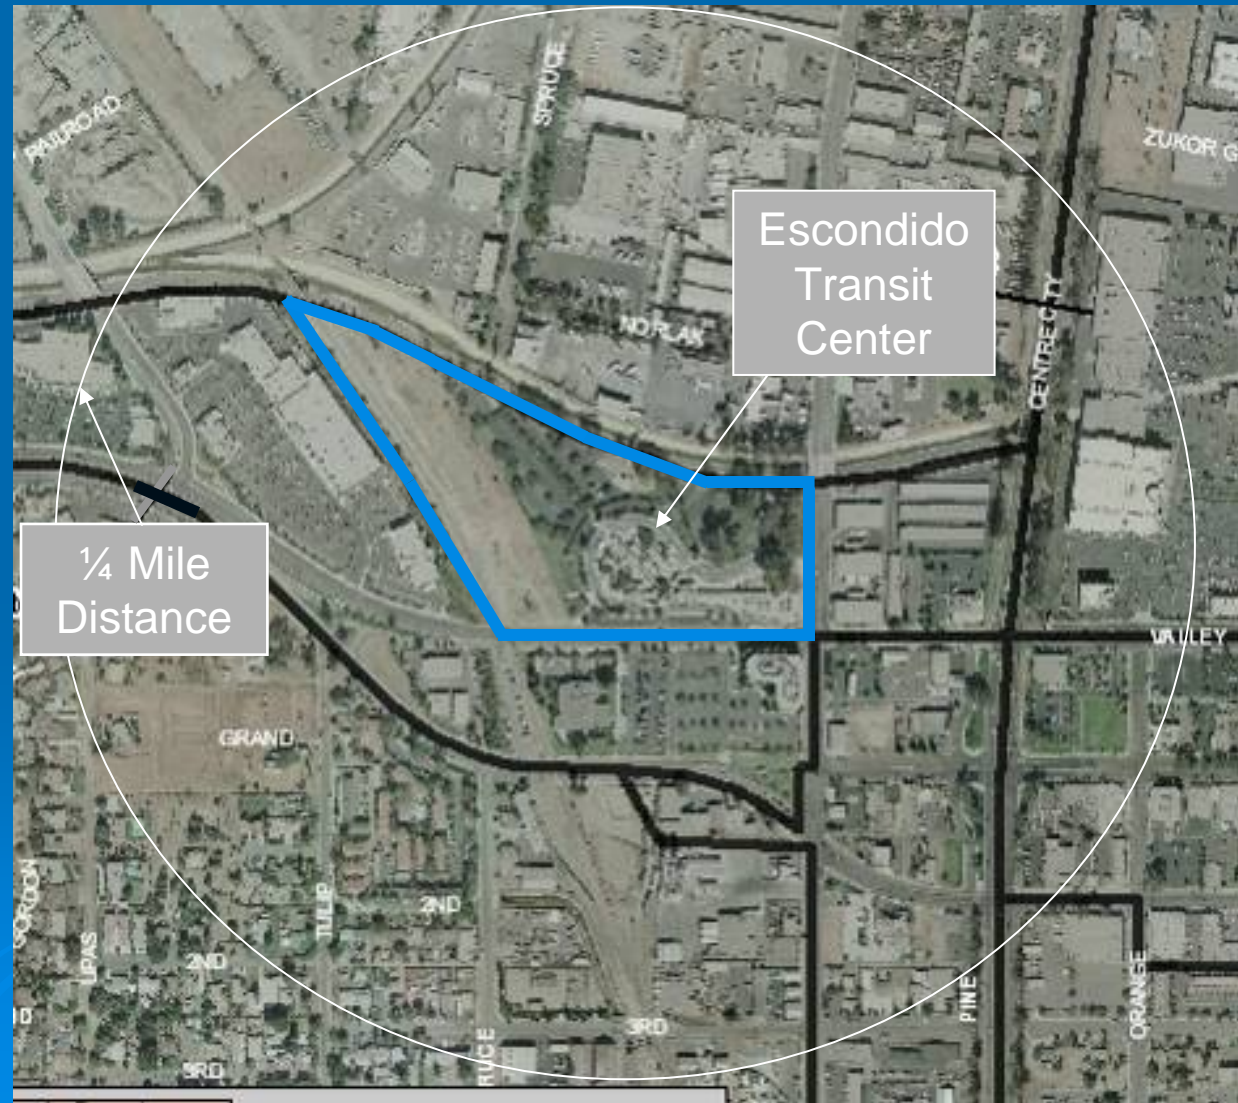 RAILROAD
SPRUCE
ZUKOR G
Escondido
Transit
Center
NORLAK
CENTRE CITY
¼ Mile
Distance
VALLEY
GRAND
GORDON
LIPAS
TULIP
2ND
2ND
PINE
ORANGE
3RD
3RD
RUCE